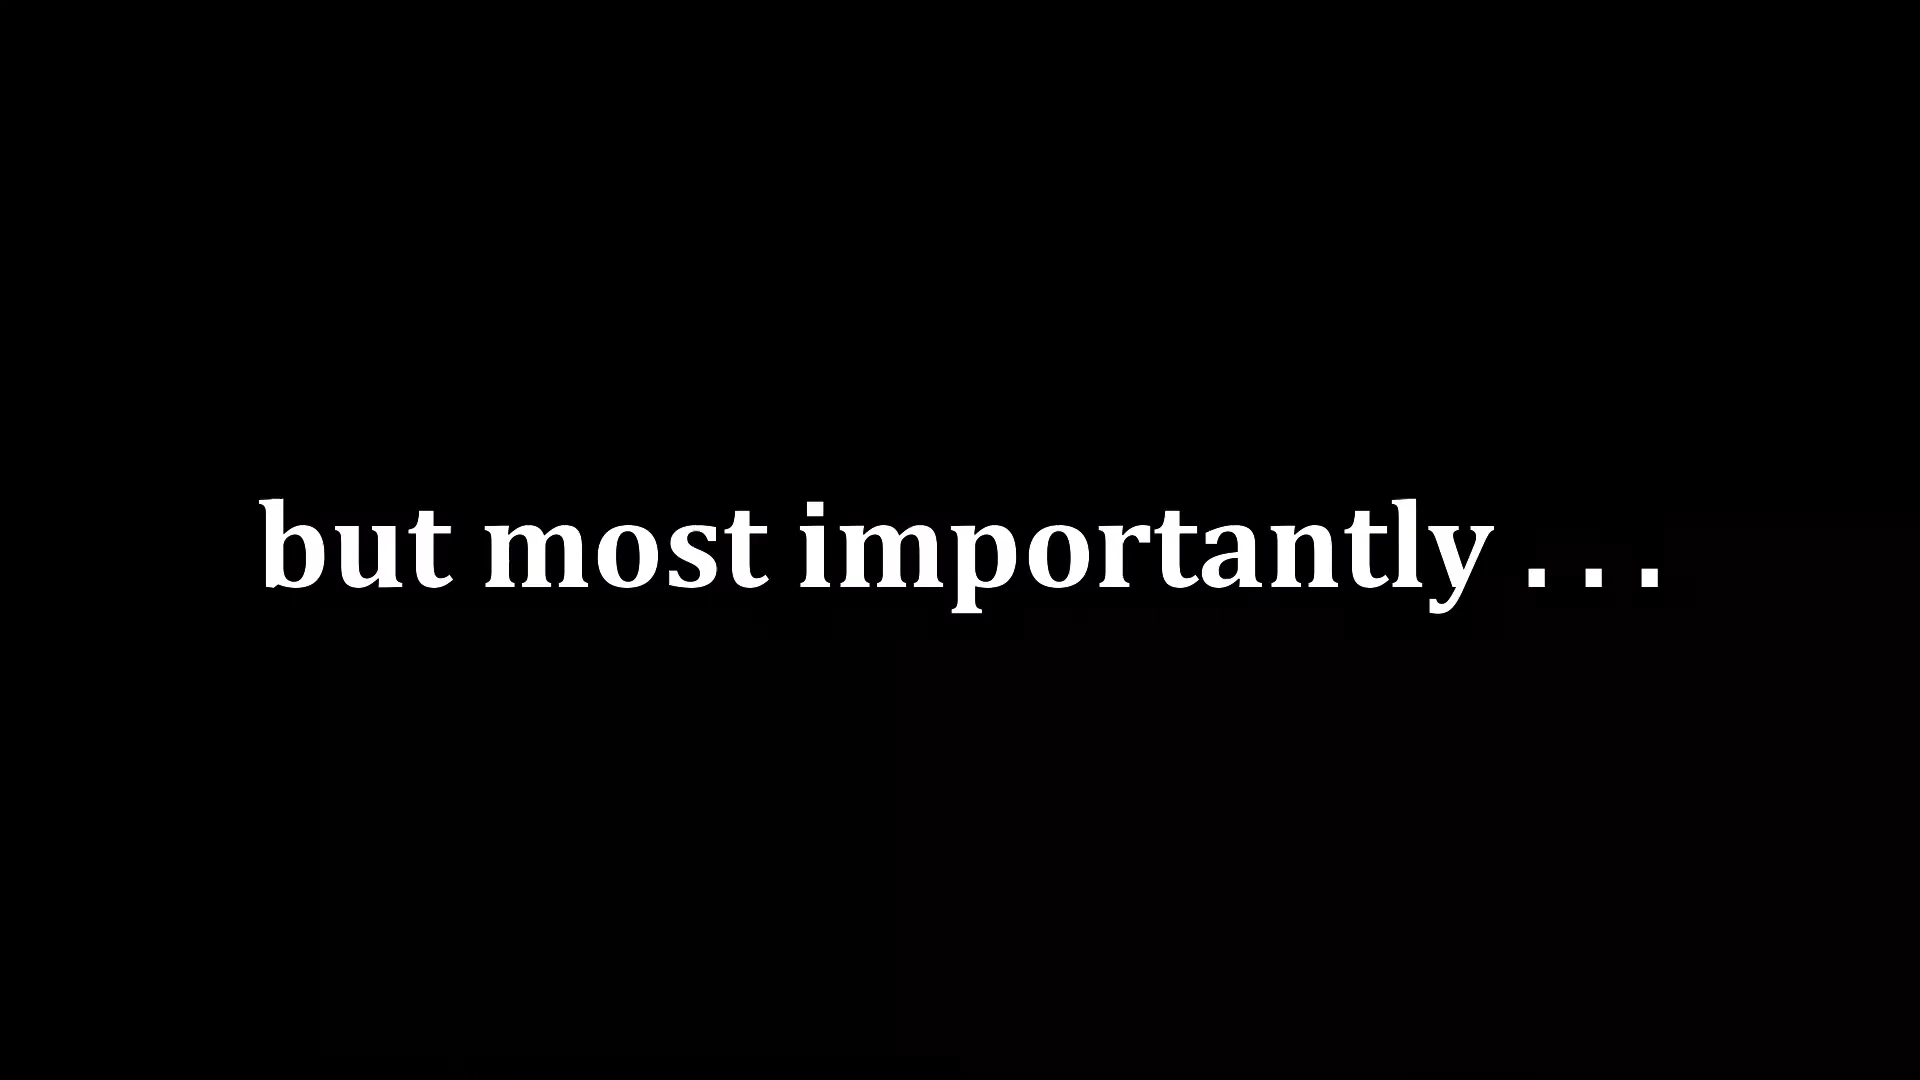 but most importantly . . .